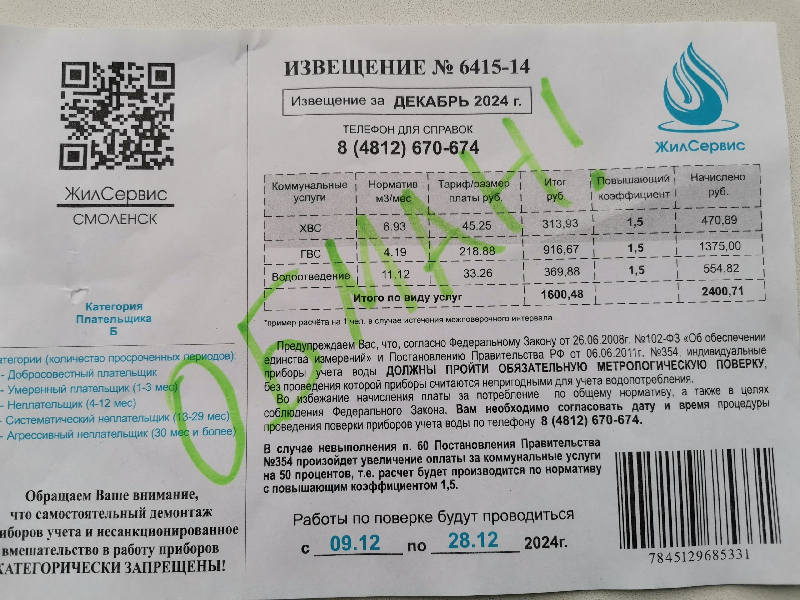 ИЗВЕЩЕНИЕ № 6415-14
Извещение за ДЕКАБРЬ 2024 г.
ТЕЛЕФОН ДЛЯ СПРАВОК
8 (4812) 670-674
ЖилСервис
ЖилСервис
СМОЛЕНСК
Коммунальные услуги Норматив м3/мес Тариф/размер платы руб. Итог руб. Повышающий коэффициент Начислено руб.
ХВС 6.93 45.25 313,93 1,5 470,89
ГВС 4.19 218.88 916,67 1,5 1375,00
Водоотведение 11.12 33.26 369,88 1,5 554,82
Итого по виду услуг 1600,48 2400,71
*пример расчёта на 1 чел. в случае истечения межповерочного интервала
Категория
Плательщика
Б
атегории (количество просроченных периодов):
- Добросовестный плательщик
- Умеренный плательщик (1-3 мес)
- Неплательщик (4-12 мес)
- Систематический неплательщик (13-29 мес)
- Агрессивный неплательщик (30 мес и более)
Предупреждаем Вас, что, согласно Федеральному Закону от 26.06.2008г. №102-ФЗ «Об обеспечении
единства измерений» и Постановлению Правительства РФ от 06.06.2011г. №354, индивидуальные
приборы учета воды ДОЛЖНЫ ПРОЙТИ ОБЯЗАТЕЛЬНУЮ МЕТРОЛОГИЧЕСКУЮ ПОВЕРКУ,
без проведения которой приборы считаются непригодными для учета водопотребления.
Во избежание начисления платы за потребление по общему нормативу, а также в целях
соблюдения Федерального Закона, Вам необходимо согласовать дату и время процедуры
проведения поверки приборов учета воды по телефону 8 (4812) 670-674.
В случае невыполнения п. 60 Постановления Правительства
№354 произойдет увеличение оплаты за коммунальные услуги
на 50 процентов, т.е. расчет будет производится по нормативу
с повышающим коэффициентом 1,5.
Обращаем Ваше внимание,
что самостоятельный демонтаж
риборов учета и несанкционированное
вмешательство в работу приборов
КАТЕГОРИЧЕСКИ ЗАПРЕЩЕНЫ!
Работы по поверке будут проводиться
с 09.12 по 28.12 2024г.
7845129685331
ОБМАН!